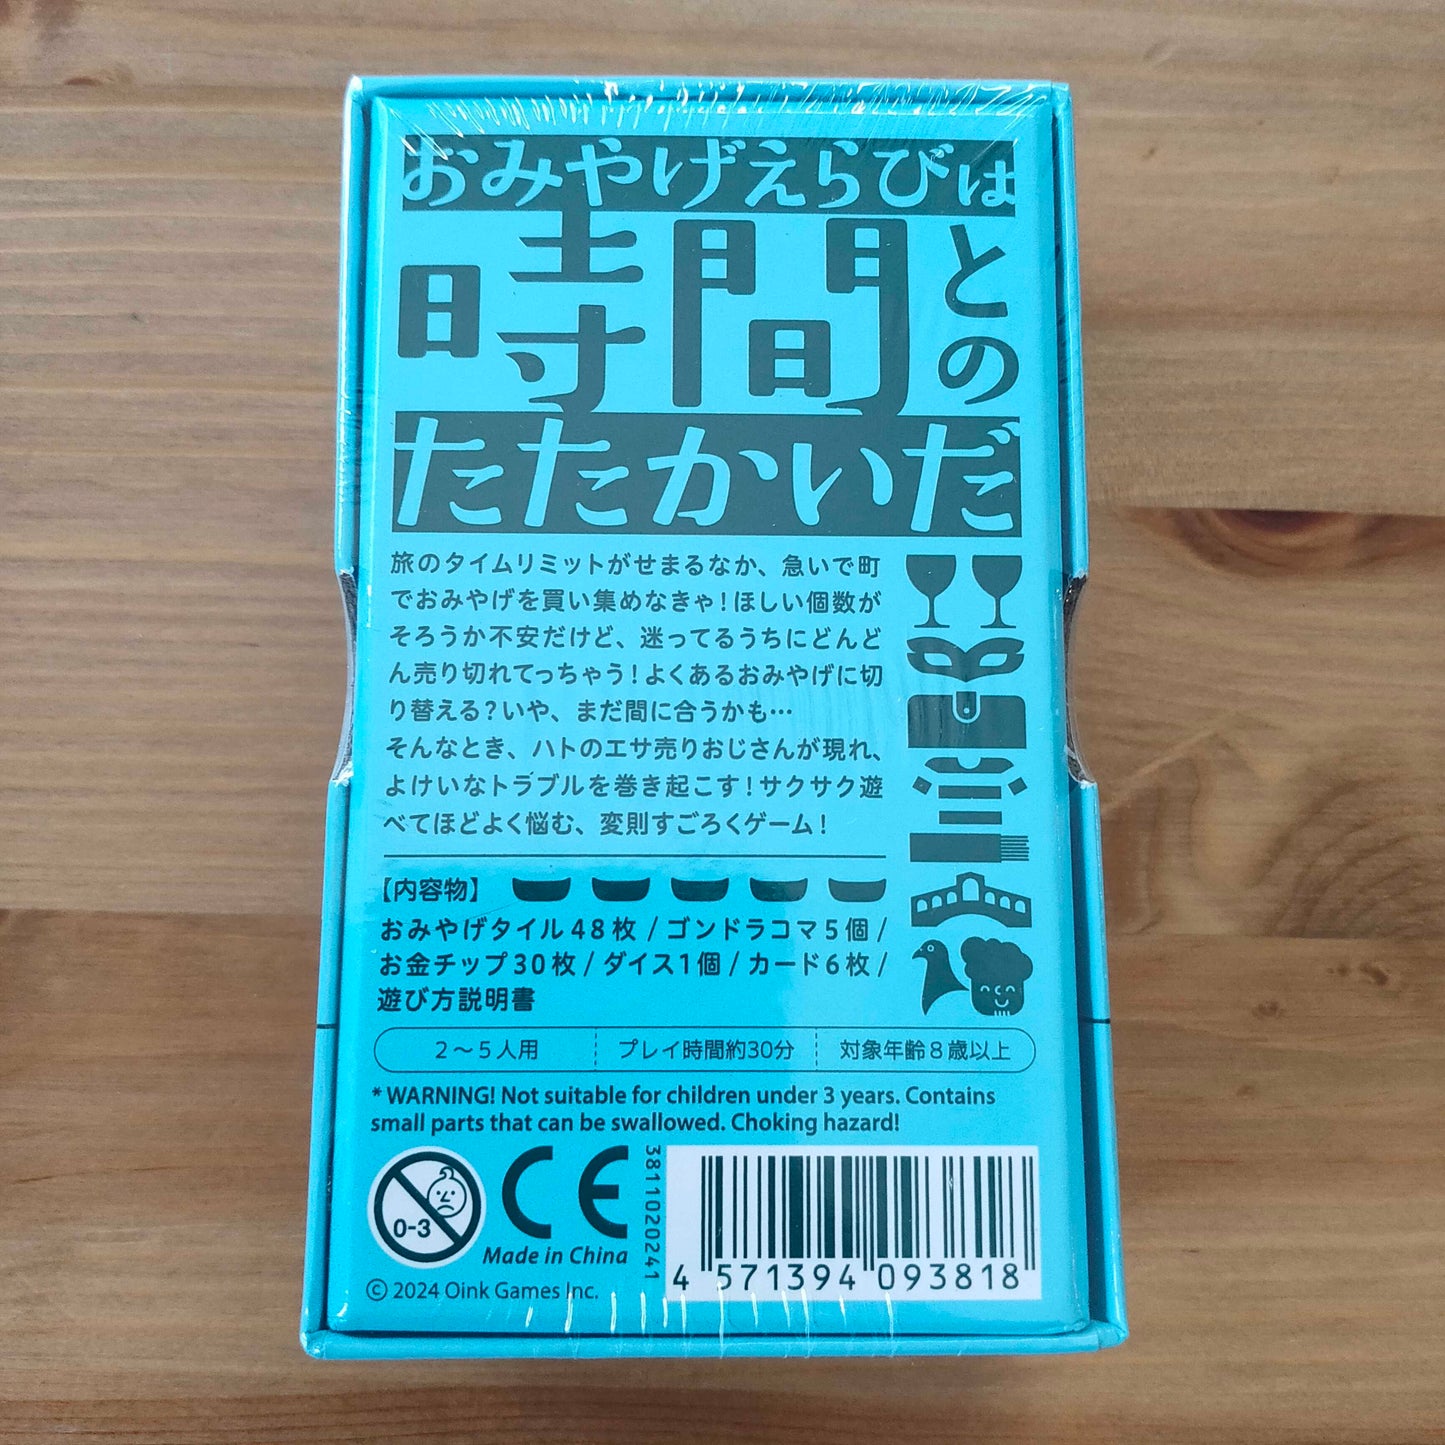 おみやげえらびは
時間との
たたかいだ
旅のタイムリミットがせまるなか、急いで町
でおみやげを買い集めなきゃ！ほしい個数が
そろうか不安だけど、迷ってるうちにどんど
ん売り切れてっちゃう！よくあるおみやげに切
り替える？いや、まだ間に合うかも…
そんなとき、ハトのエサ売りおじさんが現れ、
よけいなトラブルを巻き起こす！サクサク遊
べてほどよく悩む、変則すごろくゲーム！
【内容物】
おみやげタイル48枚 / ゴンドラコマ5個 /
お金チップ30枚 / ダイス1個 / カード6枚 /
遊び方説明書
2～5人用 プレイ時間約30分 対象年齢8歳以上
* WARNING! Not suitable for children under 3 years. Contains
small parts that can be swallowed. Choking hazard!
0-3
CE
Made in China
© 2024 Oink Games Inc.
3811020241
4 571394 093818